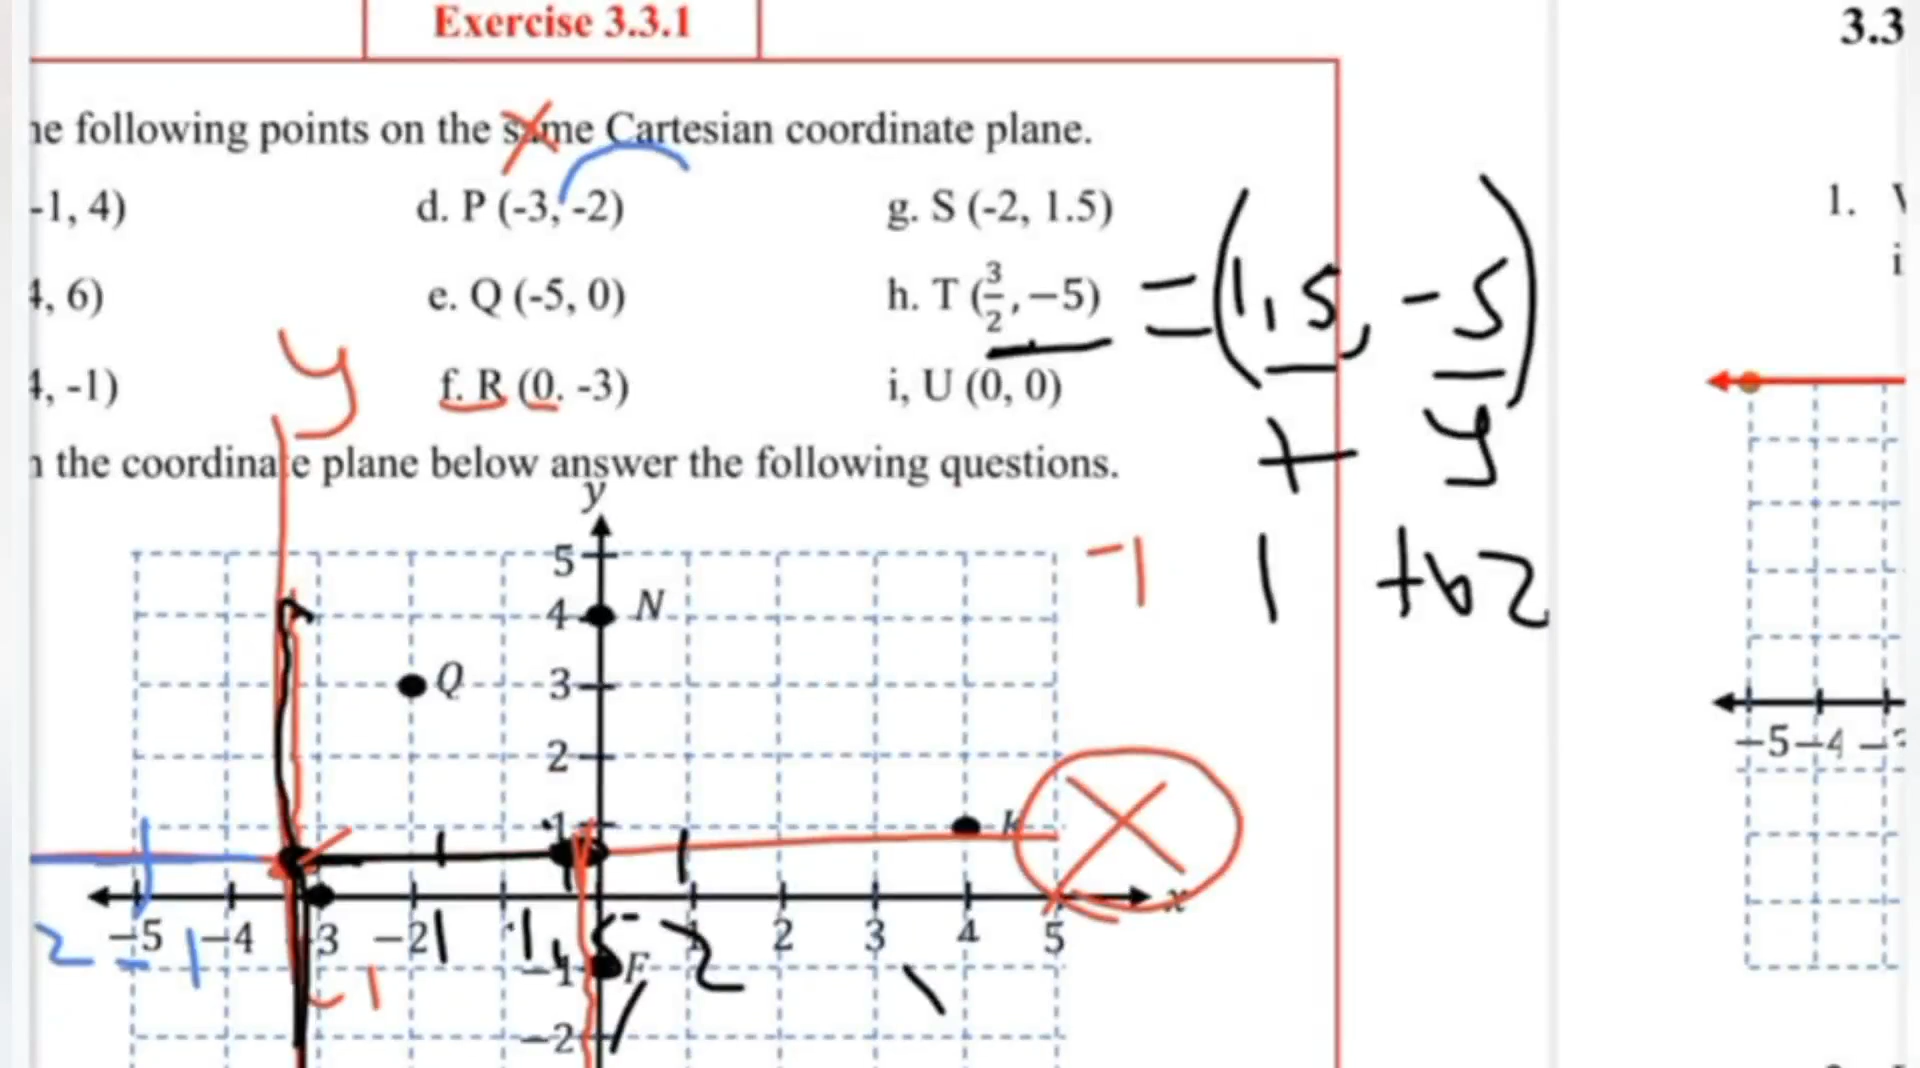 Exercise 3.3.1
3.3
he following points on the same Cartesian coordinate plane.
-1, 4)
d. P (-3, -2)
g. S (-2, 1.5)
1.
4, 6)
e. Q (-5, 0)
h. T (3/2, −5)
= (1,5, -5)
4, -1)
f. R (0. -3)
i, U (0, 0)
y
y
n the coordinate plane below answer the following questions.
y
5
-1
1
4
N
Q
3
2
−5 −4
1
x
−5 −4 −3 −2
1
1,5
2
2 3 4 5
2 -1
-1
−1
F
−2